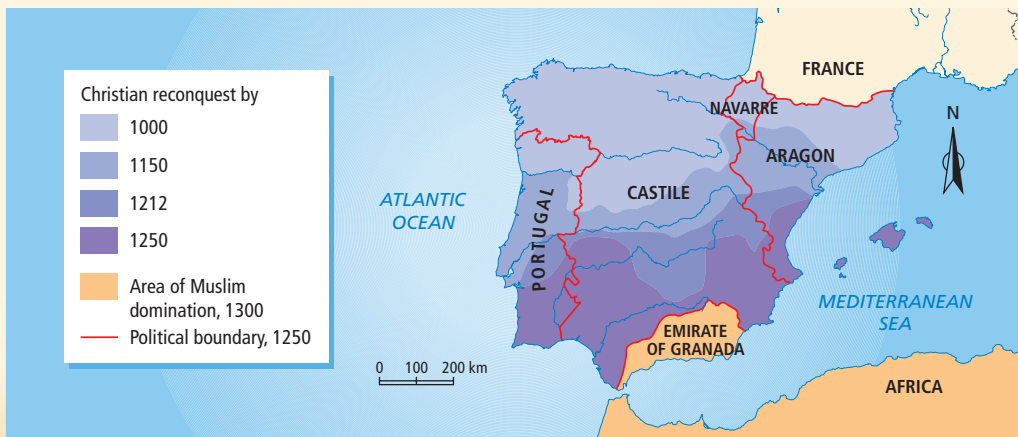 Christian reconquest by
1000
1150
1212
1250
Area of Muslim
domination, 1300
Political boundary, 1250
0 100 200 km
ATLANTIC
OCEAN
PORTUGAL
CASTILE
NAVARRE
ARAGON
FRANCE
N
EMIRATE
OF GRANADA
MEDITERRANEAN
SEA
AFRICA